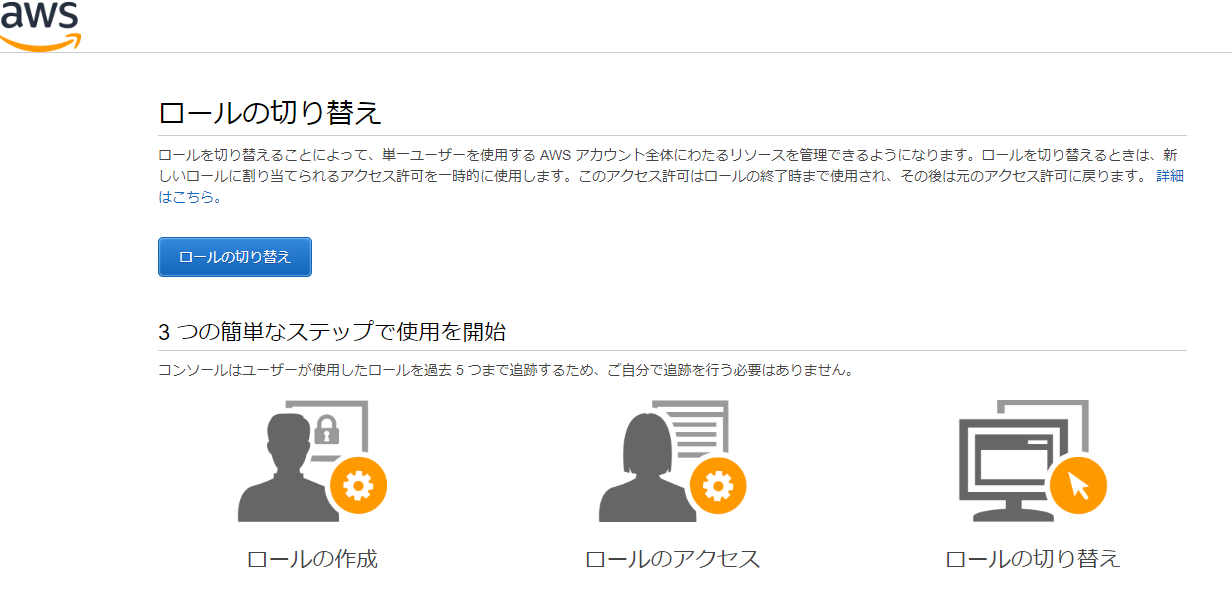 aws
ロールの切り替え
ロールを切り替えることによって、単一ユーザーを使用する AWS アカウント全体にわたるリソースを管理できるようになります。ロールを切り替えるときは、新
しいロールに割り当てられるアクセス許可を一時的に使用します。このアクセス許可はロールの終了時まで使用され、その後は元のアクセス許可に戻ります。 詳細
はこちら。
ロールの切り替え
3 つの簡単なステップで使用を開始
コンソールはユーザーが使用したロールを過去 5 つまで追跡するため、ご自分で追跡を行う必要はありません。
ロールの作成
ロールのアクセス
ロールの切り替え